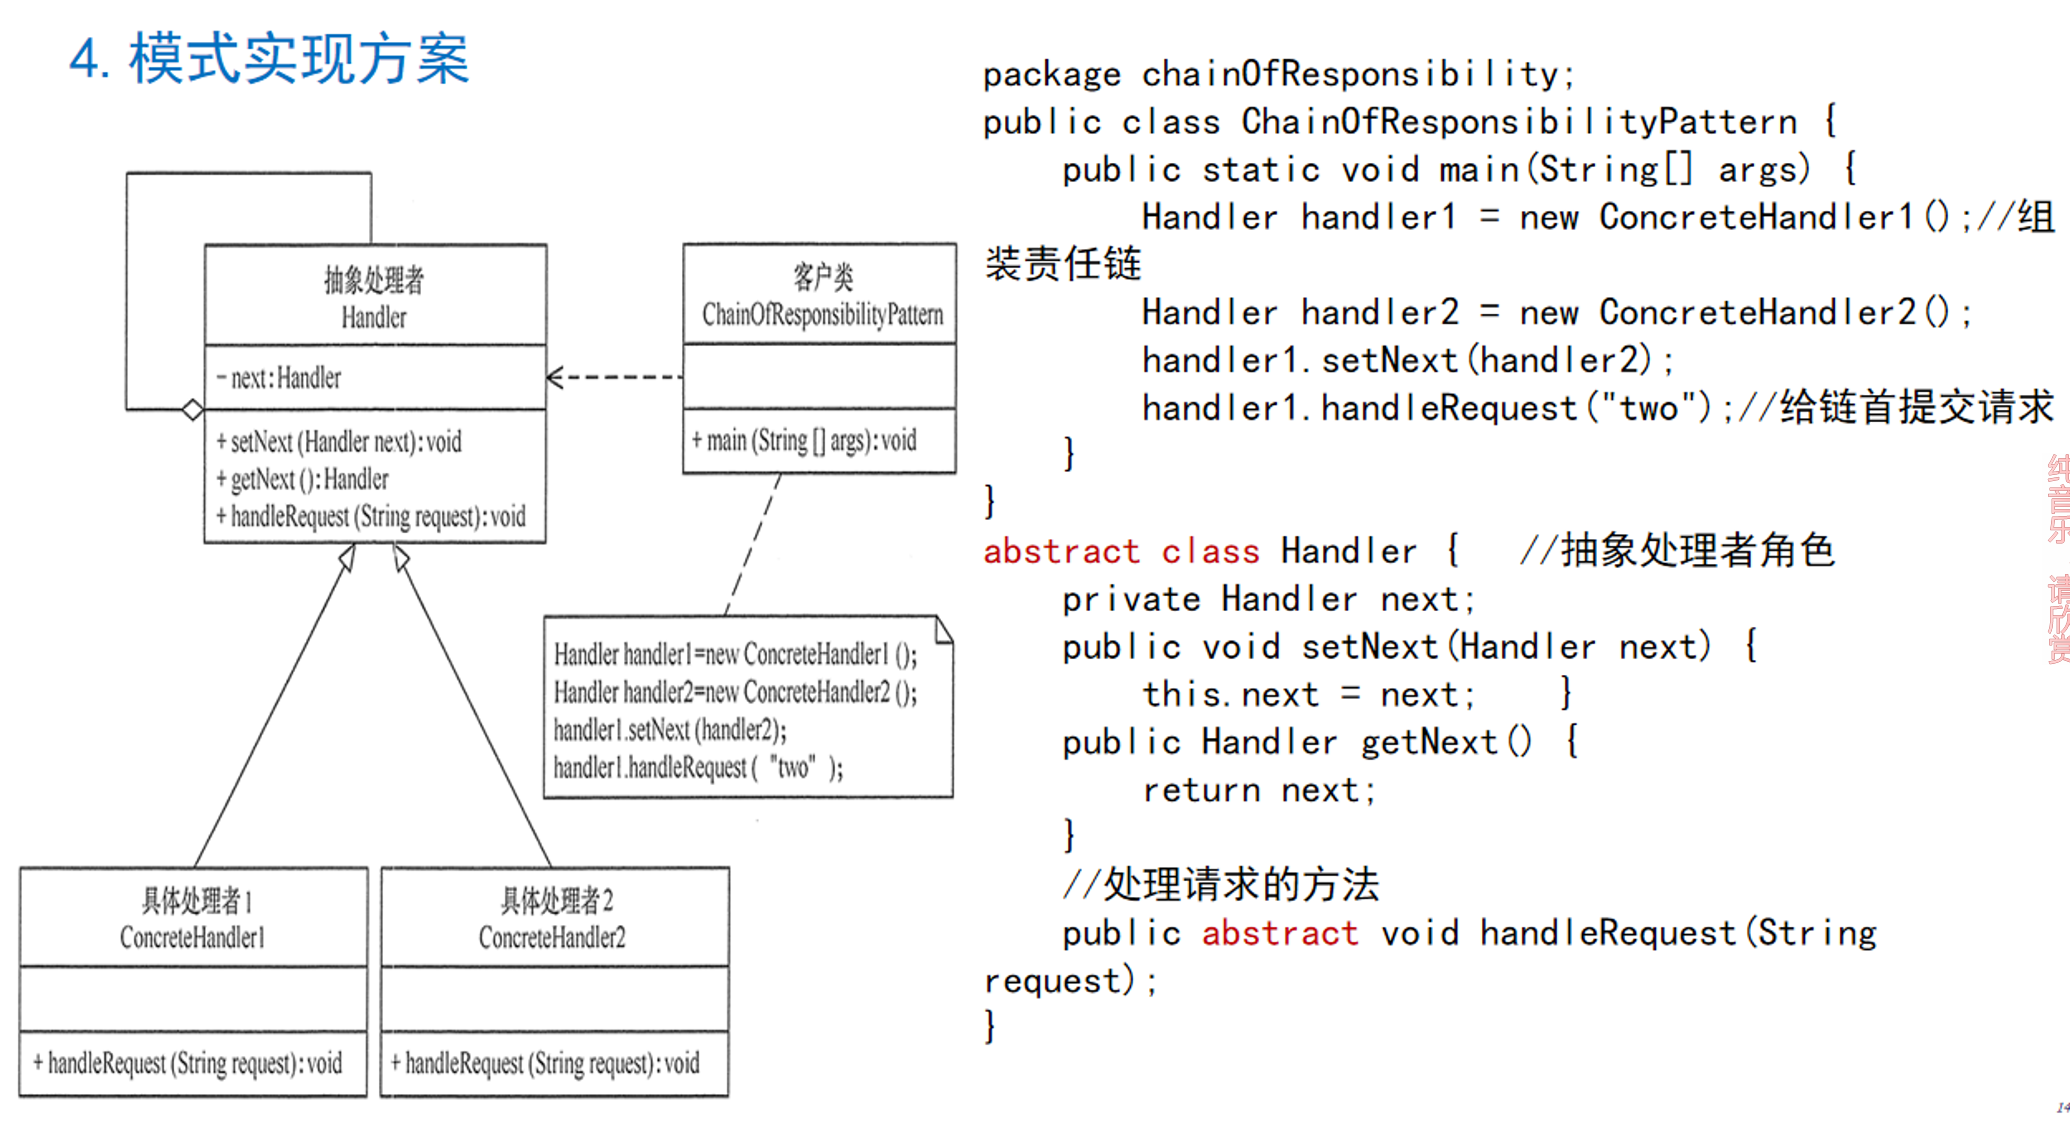 4. 模式实现方案
抽象处理者
Handler
- next:Handler
+ setNext (Handler next):void
+ getNext ():Handler
+ handleRequest (String request):void
客户类
ChainOfResponsibilityPattern
+ main (String [] args):void
Handler handler1=new ConcreteHandler1 ();
Handler handler2=new ConcreteHandler2 ();
handler1.setNext (handler2);
handler1.handleRequest ( "two" );
具体处理者1
ConcreteHandler1
+ handleRequest (String request):void
具体处理者2
ConcreteHandler2
+ handleRequest (String request):void
package chainOfResponsibility;
public class ChainOfResponsibilityPattern {
public static void main(String[] args) {
Handler handler1 = new ConcreteHandler1();//组
装责任链
Handler handler2 = new ConcreteHandler2();
handler1.setNext(handler2);
handler1.handleRequest("two");//给链首提交请求
}
}
abstract class Handler { //抽象处理者角色
private Handler next;
public void setNext(Handler next) {
this.next = next; }
public Handler getNext() {
return next;
}
//处理请求的方法
public abstract void handleRequest(String
request);
}
纯音乐 请欣赏
14